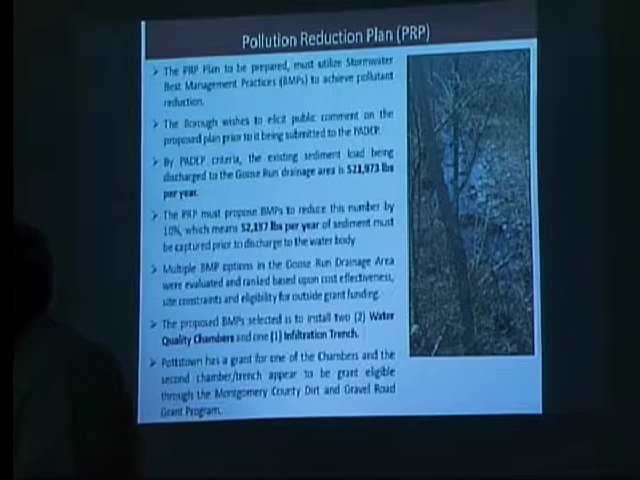 Pollution Reduction Plan (PRP)
➢ The PRP Plan to be prepared, must utilize Stormwater
Best Management Practices (BMPs) to achieve pollutant
reduction.
➢ The Borough wishes to elicit public comment on the
proposed plan prior to it being submitted to the PADEP.
➢ By PADEP criteria, the existing sediment load being
discharged to the Goose Run drainage area is 521,973 lbs
per year.
➢ The PRP must propose BMPs to reduce this number by
10%, which means 52,197 lbs per year of sediment must
be captured prior to discharge to the water body.
➢ Multiple BMP options in the Goose Run Drainage Area
were evaluated and ranked based upon cost effectiveness,
site constraints and eligibility for outside grant funding.
➢ The proposed BMPs selected is to install two (2) Water
Quality Chambers and one (1) Infiltration Trench.
➢ Pottstown has a grant for one of the Chambers and the
second chamber/trench appear to be grant eligible
through the Montgomery County Dirt and Gravel Road
Grant Program.